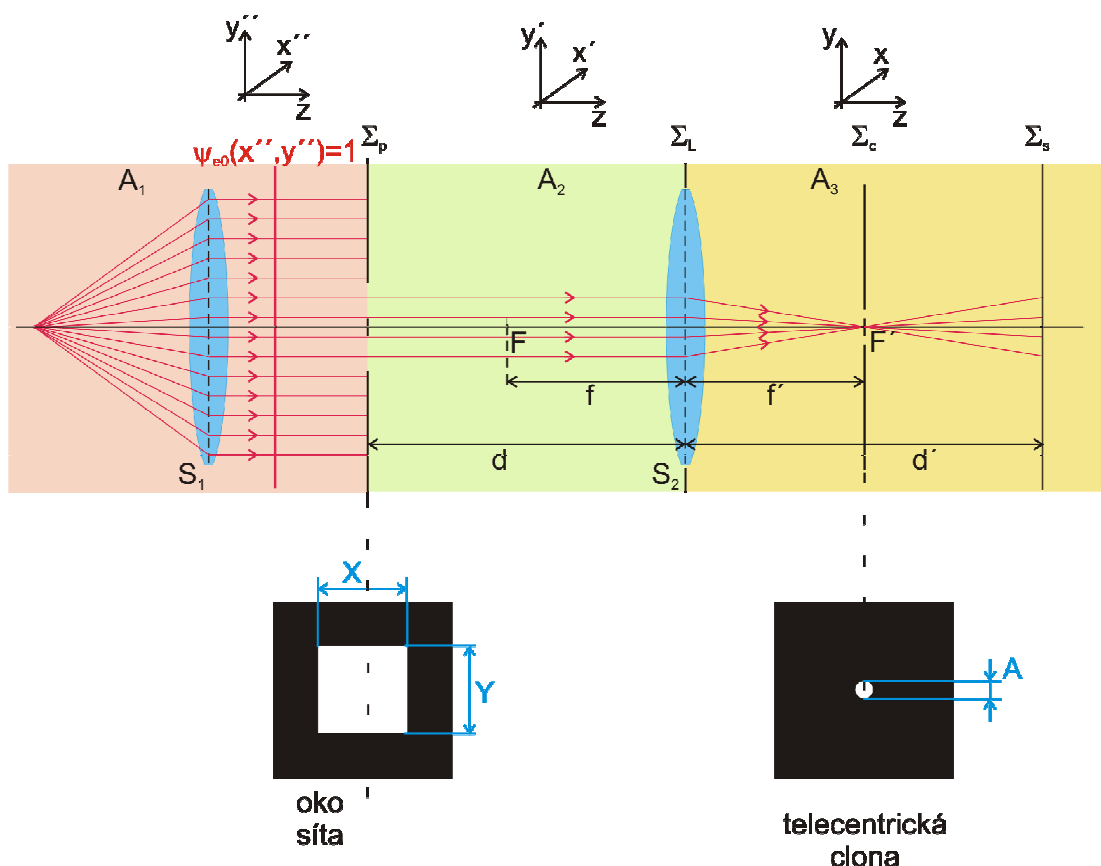 y´´
x´´
z
y´
x´
z
y
x
z
ψe0(x´´,y´´)=1
Σp
ΣL
Σc
Σs
A1
A2
A3
F
F´
f
f´
d
d´
S1
S2
X
Y
A
oko
síta
telecentrická
clona